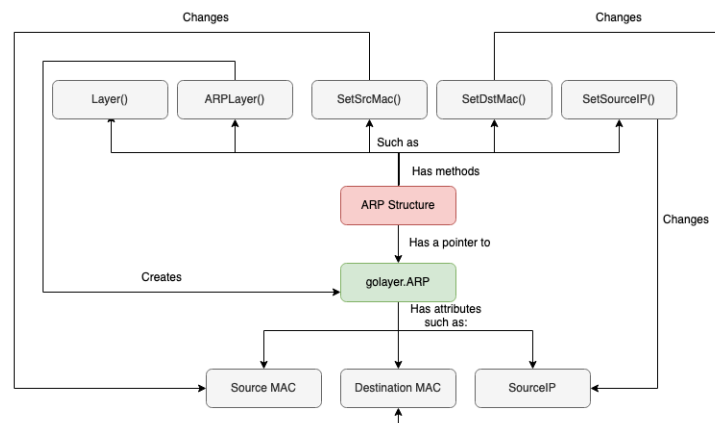 Changes
Changes
Layer()
ARPLayer()
SetSrcMac()
SetDstMac()
SetSourceIP()
Such as
Has methods
ARP Structure
Changes
Has a pointer to
Creates
golayer.ARP
Has attributes
such as:
Source MAC
Destination MAC
SourceIP